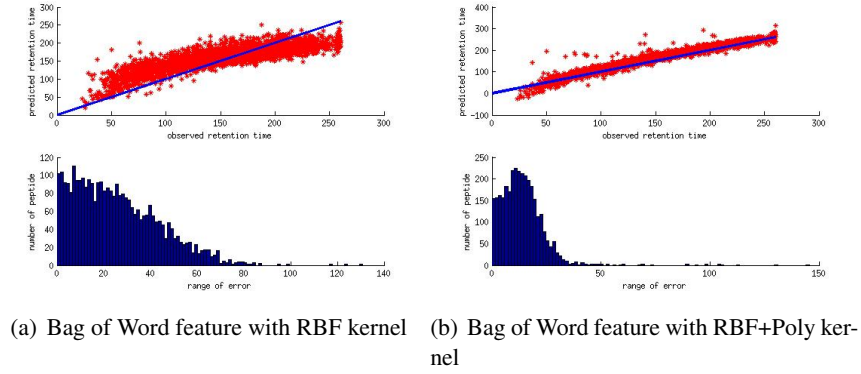 300
250
200
150
100
50
0
predicted retention time
0 50 100 150 200 250 300
observed retention time
120
100
80
60
40
20
0
number of peptide
0 20 40 60 80 100 120 140
range of error
(a) Bag of Word feature with RBF kernel
400
300
200
100
0
-100
predicted retention time
0 50 100 150 200 250 300
observed retention time
250
200
150
100
50
0
number of peptide
0 50 100 150
range of error
(b) Bag of Word feature with RBF+Poly ker-
nel